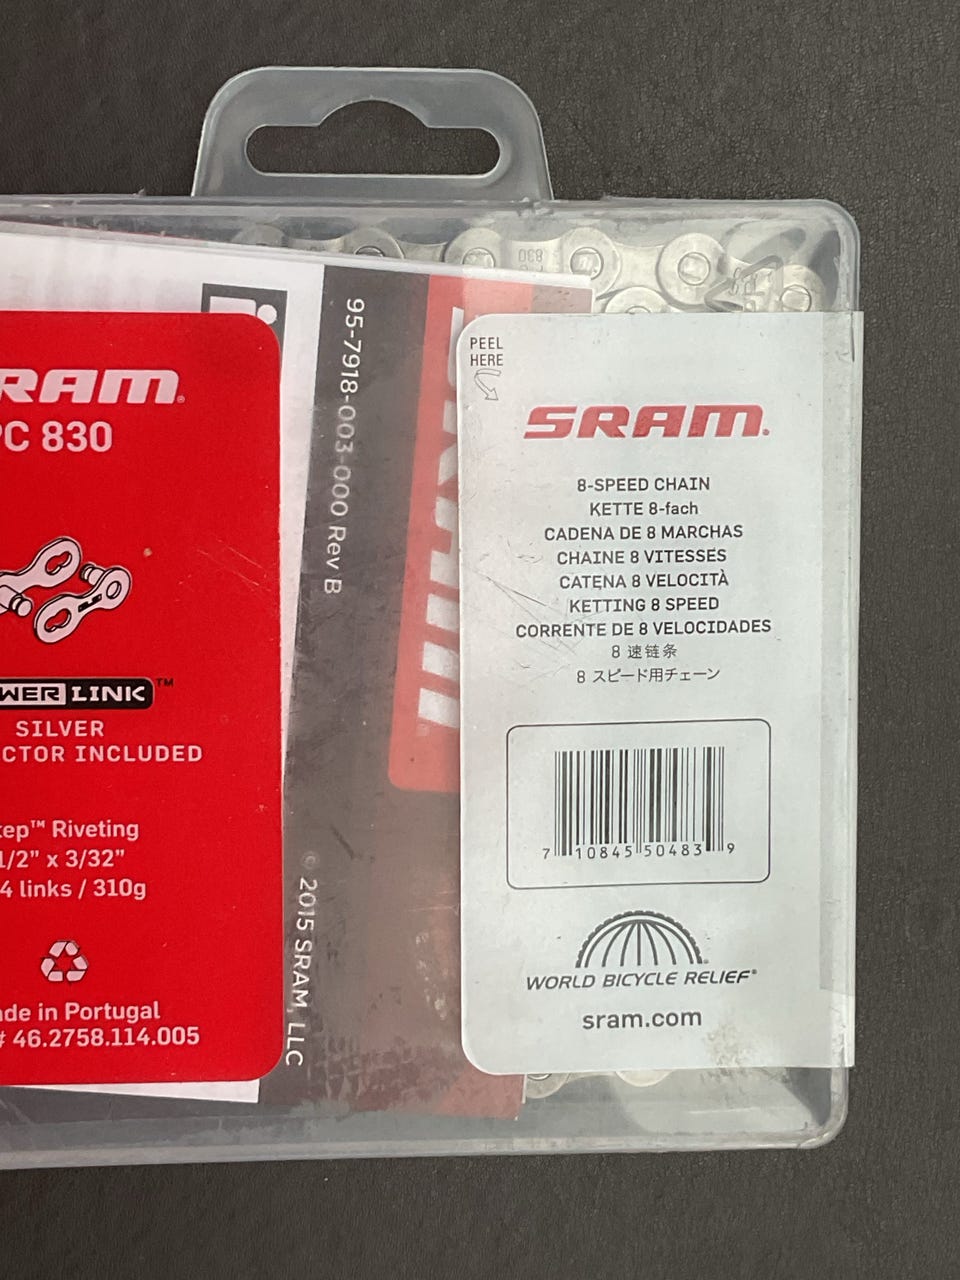 830
RAM
PC 830
WER LINK™
SILVER
CTOR INCLUDED
tep™ Riveting
1/2” x 3/32”
4 links / 310g
ade in Portugal
# 46.2758.114.005
95-7918-003-000 Rev B
© 2015 SRAM, LLC
SRAM
PEEL
HERE
SRAM
8-SPEED CHAIN
KETTE 8-fach
CADENA DE 8 MARCHAS
CHAINE 8 VITESSES
CATENA 8 VELOCITÀ
KETTING 8 SPEED
CORRENTE DE 8 VELOCIDADES
8 速链条
8 スピード用チェーン
7 10845 50483 9
WORLD BICYCLE RELIEF®
sram.com